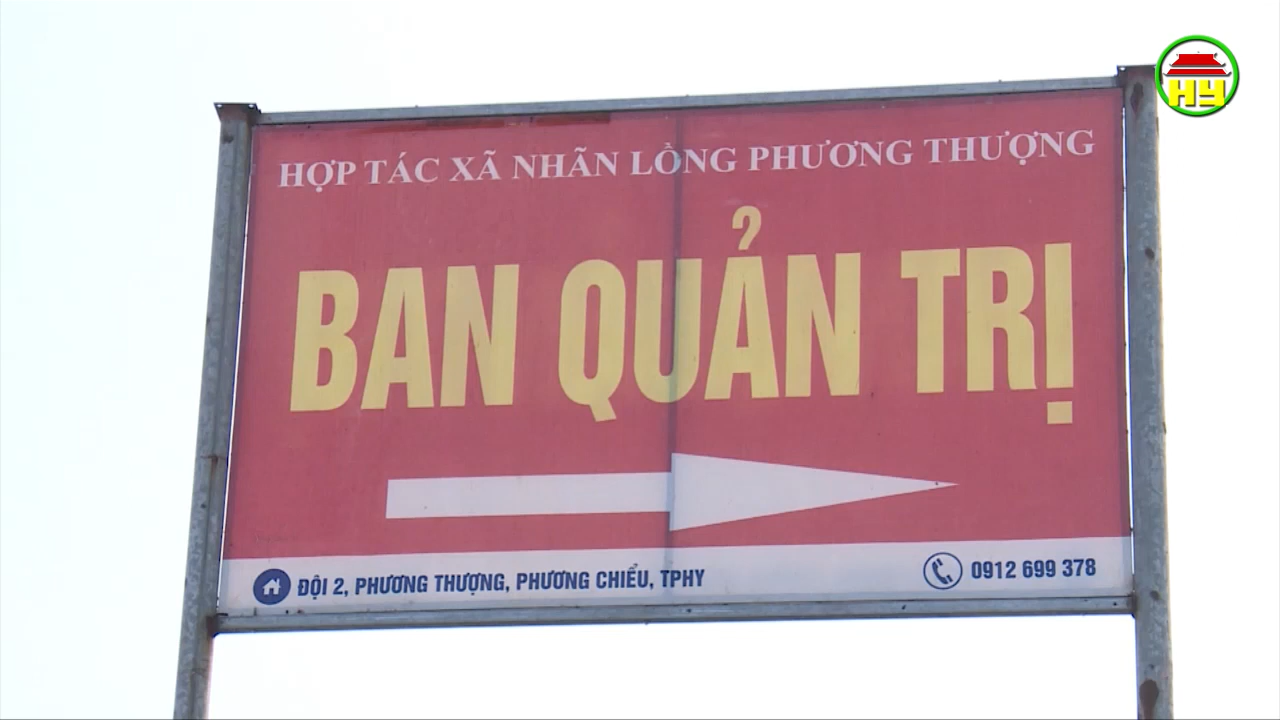 HY
HỢP TÁC XÃ NHÃN LỒNG PHƯƠNG THƯỢNG
BAN QUẢN TRỊ
ĐỘI 2, PHƯƠNG THƯỢNG, PHƯƠNG CHIỂU, TPHY
0912 699 378